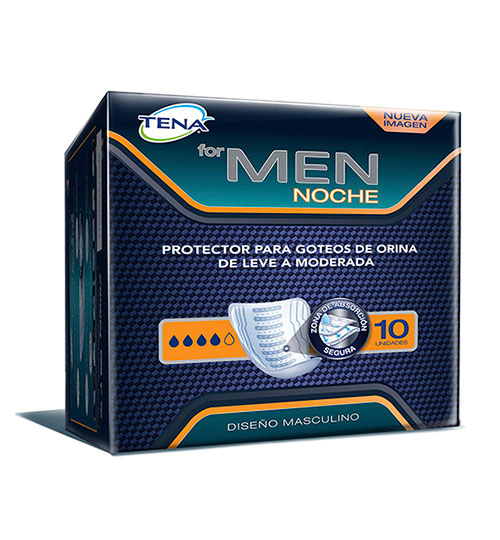 TENA
NUEVA
IMAGEN
for MEN
NOCHE
PROTECTOR PARA GOTEOS DE ORINA
DE LEVE A MODERADA
ZONA DE ABSORCIÓN
SEGURA
10
UNIDADES
DISEÑO MASCULINO